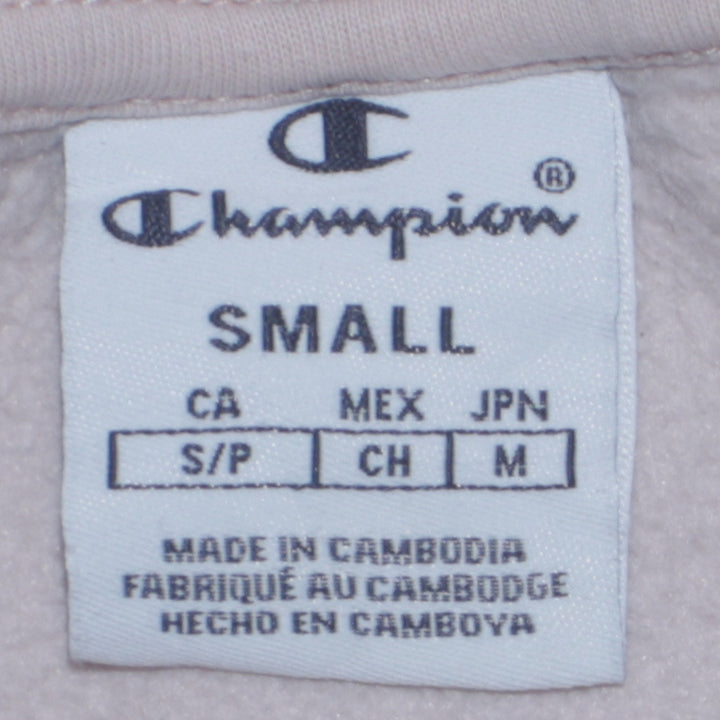 Champion®
SMALL
CA MEX JPN
S/P CH M
MADE IN CAMBODIA
FABRIQUÉ AU CAMBODGE
HECHO EN CAMBOYA